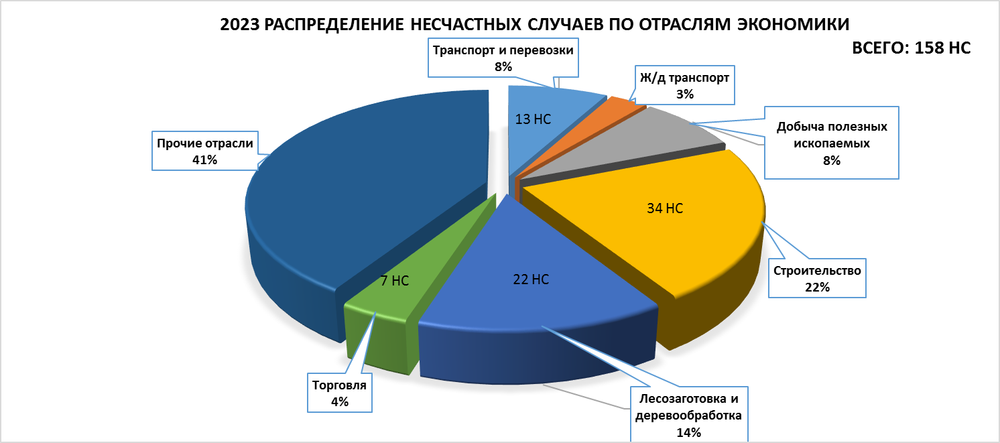 2023 РАСПРЕДЕЛЕНИЕ НЕСЧАСТНЫХ СЛУЧАЕВ ПО ОТРАСЛЯМ ЭКОНОМИКИ
ВСЕГО: 158 НС
Транспорт и перевозки
8%
Ж/д транспорт
3%
Добыча полезных
ископаемых
8%
Прочие отрасли
41%
13 НС
34 НС
22 НС
7 НС
Строительство
22%
Торговля
4%
Лесозаготовка и
деревообработка
14%